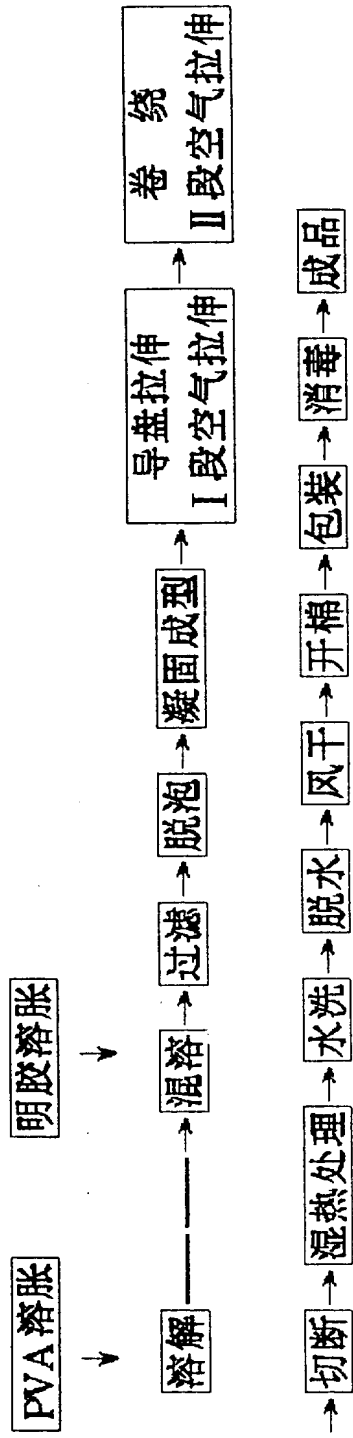 PVA溶胀
明胶溶胀
溶解
混溶
过滤
脱泡
凝固成型
导盘拉伸
I段空气拉伸
卷绕
II段空气拉伸
切断
湿热处理
水洗
脱水
风干
开棉
包装
消毒
成品